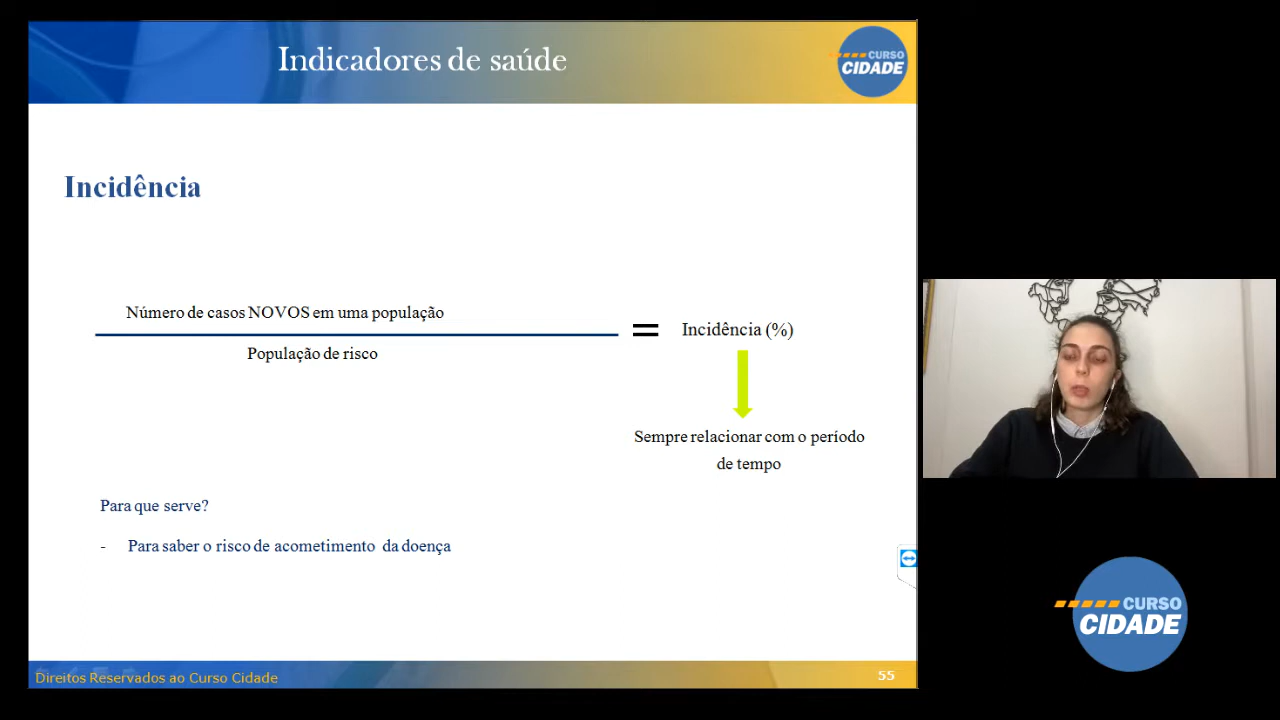 Indicadores de saúde
CURSO
CIDADE
Incidência
Número de casos NOVOS em uma população
População de risco
=
Incidência (%)
Sempre relacionar com o período
de tempo
Para que serve?
- Para saber o risco de acometimento da doença
CURSO
CIDADE
Direitos Reservados ao Curso Cidade
55